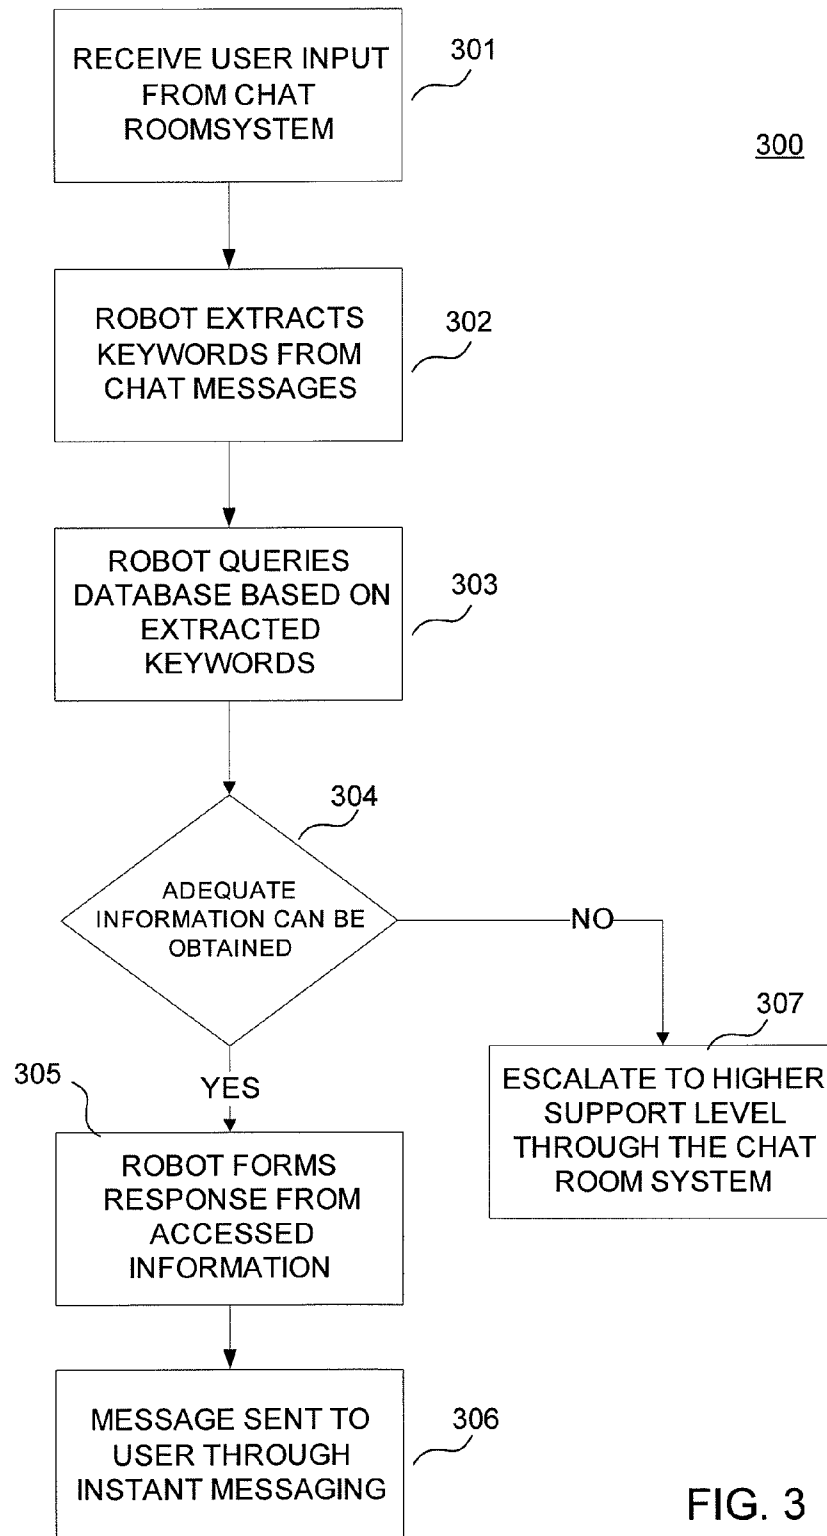 RECEIVE USER INPUT
FROM CHAT
ROOMSYSTEM
301
300
ROBOT EXTRACTS
KEYWORDS FROM
CHAT MESSAGES
302
ROBOT QUERIES
DATABASE BASED ON
EXTRACTED
KEYWORDS
303
304
ADEQUATE
INFORMATION CAN BE
OBTAINED
NO
307
ESCALATE TO HIGHER
SUPPORT LEVEL
THROUGH THE CHAT
ROOM SYSTEM
305
YES
ROBOT FORMS
RESPONSE FROM
ACCESSED
INFORMATION
MESSAGE SENT TO
USER THROUGH
INSTANT MESSAGING
306
FIG. 3